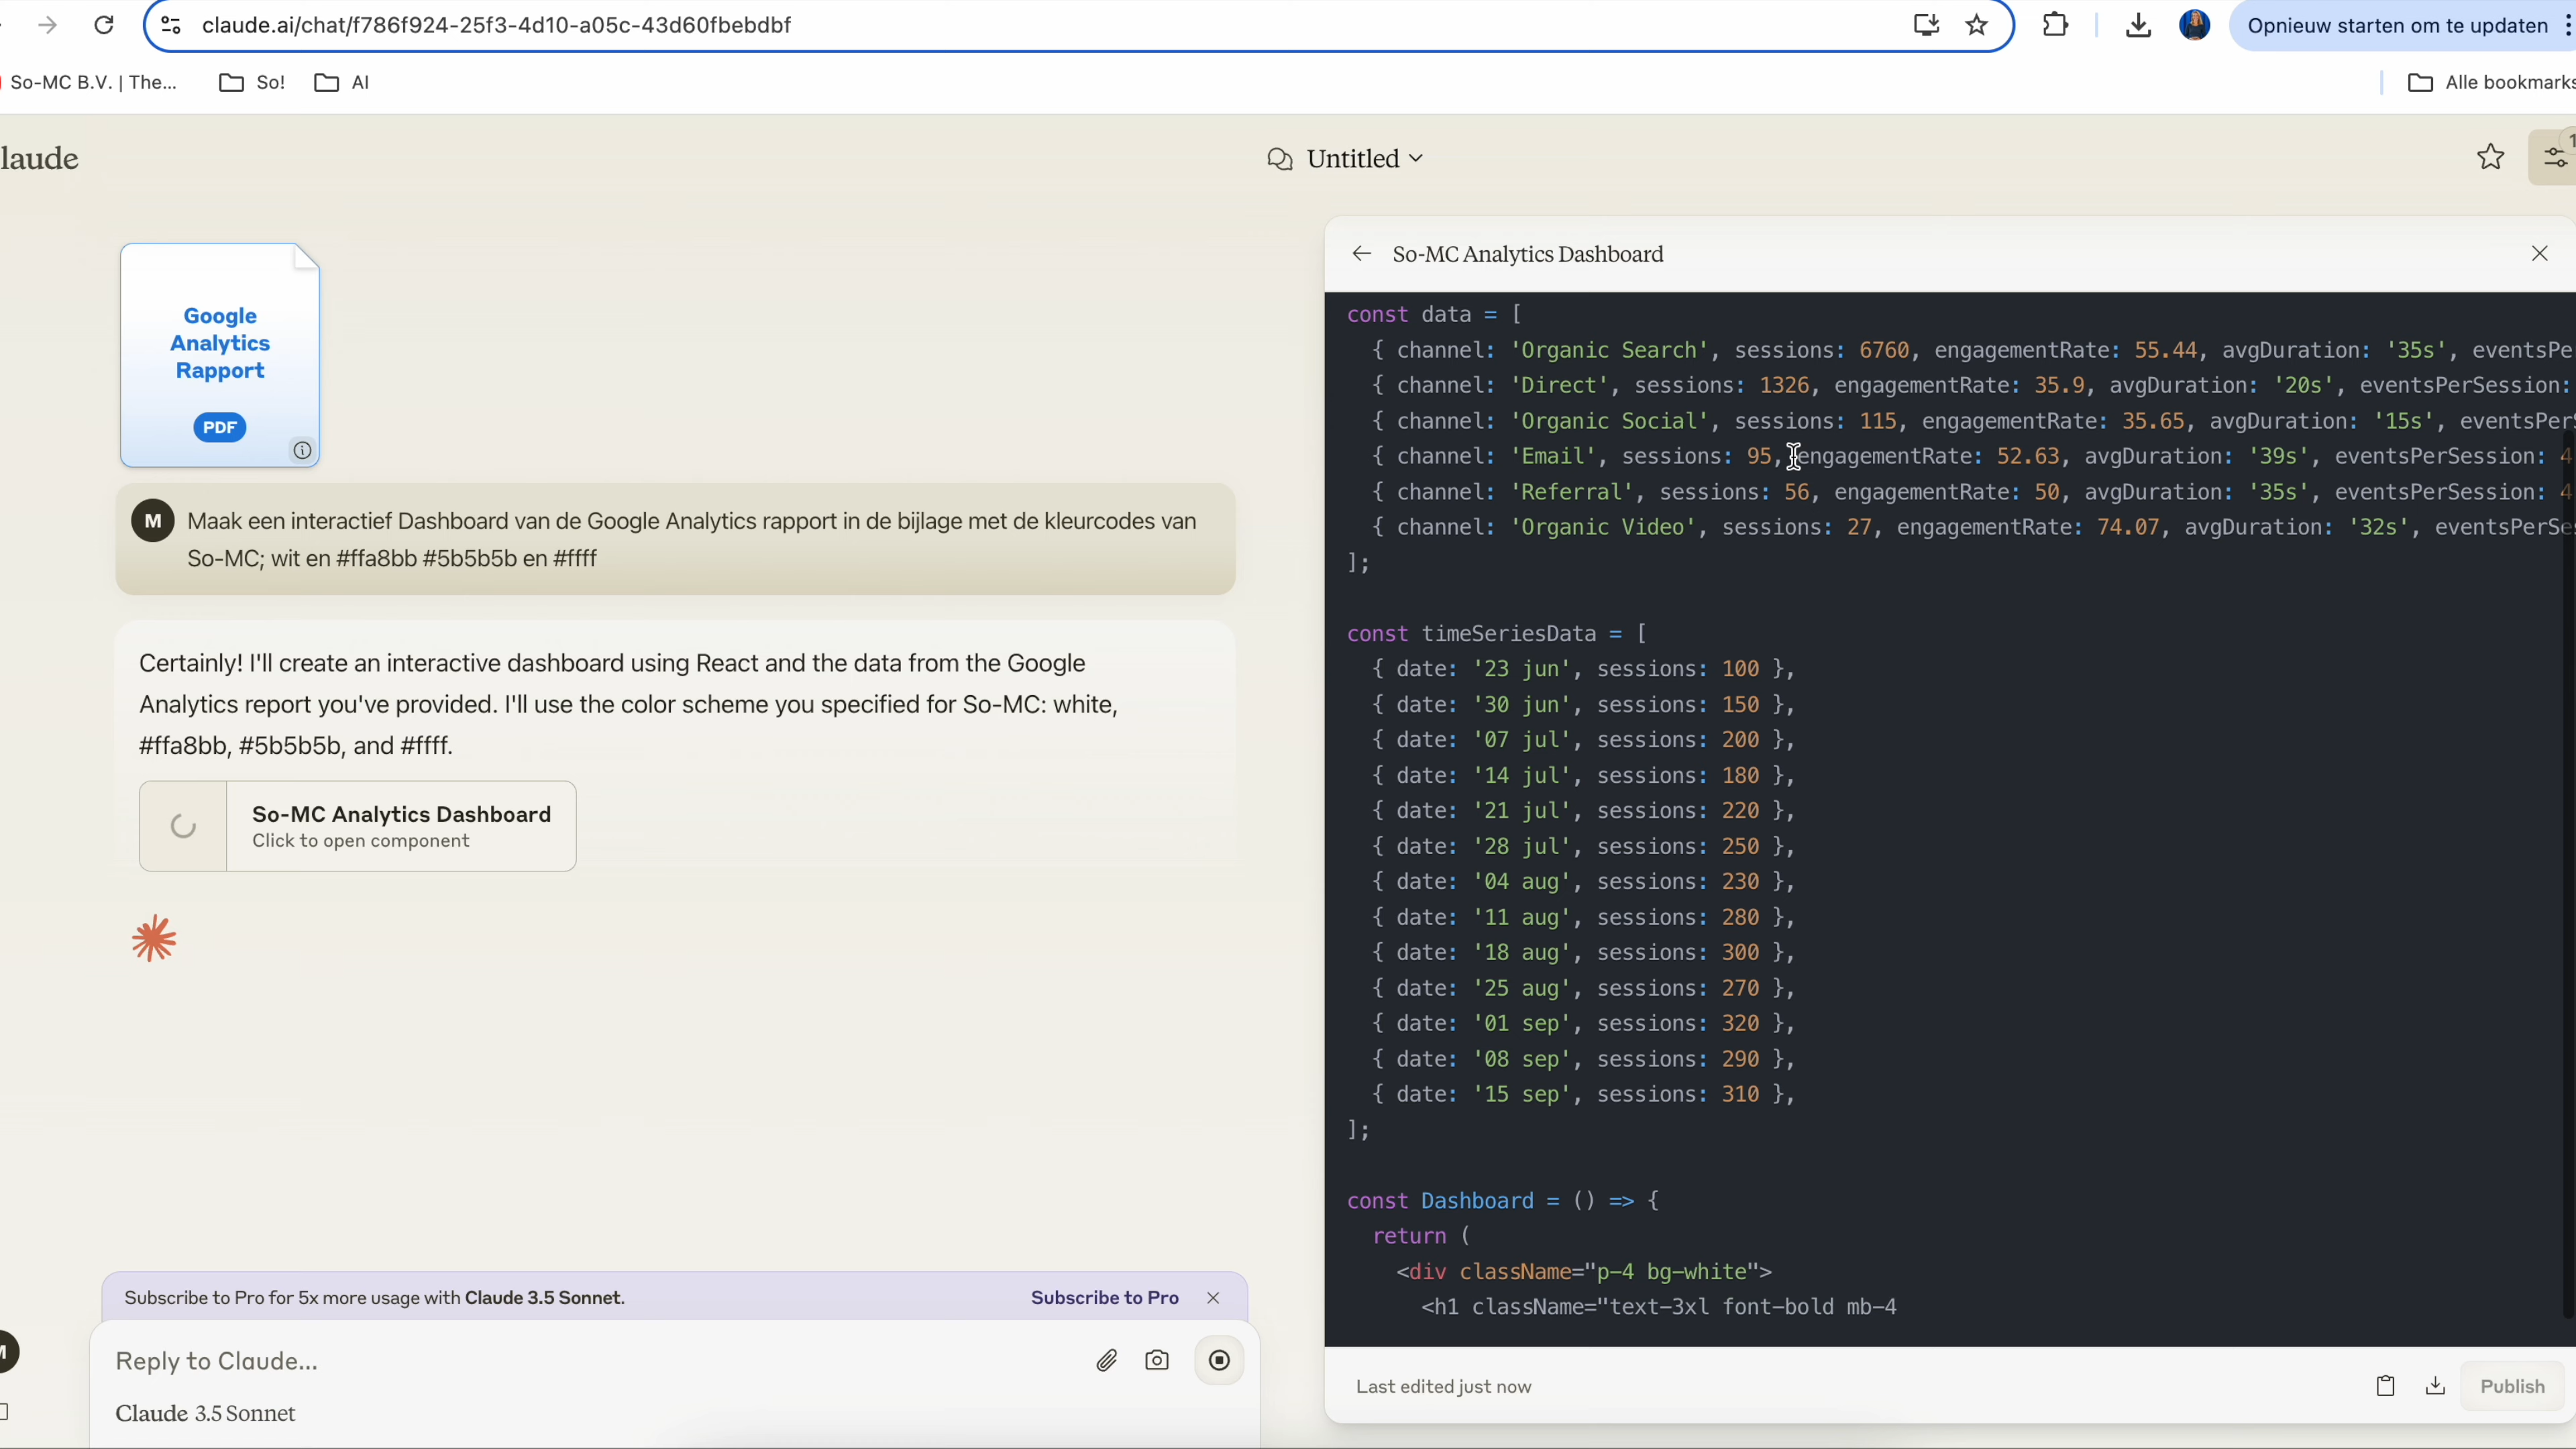 claude.ai/chat/f786f924-25f3-4d10-a05c-43d60fbebdbf
Opnieuw starten om te updaten
So-MC B.V. | The...
So!
AI
Alle bookmarks
laude
Untitled
1
Google
Analytics
Rapport
PDF
M
Maak een interactief Dashboard van de Google Analytics rapport in de bijlage met de kleurcodes van
So-MC; wit en #ffa8bb #5b5b5b en #ffff
Certainly! I'll create an interactive dashboard using React and the data from the Google
Analytics report you've provided. I'll use the color scheme you specified for So-MC: white,
#ffa8bb, #5b5b5b, and #ffff.
So-MC Analytics Dashboard
Click to open component
Subscribe to Pro for 5x more usage with Claude 3.5 Sonnet.
Subscribe to Pro
M
Reply to Claude...
Claude 3.5 Sonnet
So-MC Analytics Dashboard
const data = [
{ channel: 'Organic Search', sessions: 6760, engagementRate: 55.44, avgDuration: '35s', eventsPe
{ channel: 'Direct', sessions: 1326, engagementRate: 35.9, avgDuration: '20s', eventsPerSession:
{ channel: 'Organic Social', sessions: 115, engagementRate: 35.65, avgDuration: '15s', eventsPerS
{ channel: 'Email', sessions: 95, engagementRate: 52.63, avgDuration: '39s', eventsPerSession: 4
{ channel: 'Referral', sessions: 56, engagementRate: 50, avgDuration: '35s', eventsPerSession: 4
{ channel: 'Organic Video', sessions: 27, engagementRate: 74.07, avgDuration: '32s', eventsPerSe
];
const timeSeriesData = [
{ date: '23 jun', sessions: 100 },
{ date: '30 jun', sessions: 150 },
{ date: '07 jul', sessions: 200 },
{ date: '14 jul', sessions: 180 },
{ date: '21 jul', sessions: 220 },
{ date: '28 jul', sessions: 250 },
{ date: '04 aug', sessions: 230 },
{ date: '11 aug', sessions: 280 },
{ date: '18 aug', sessions: 300 },
{ date: '25 aug', sessions: 270 },
{ date: '01 sep', sessions: 320 },
{ date: '08 sep', sessions: 290 },
{ date: '15 sep', sessions: 310 },
];
const Dashboard = () => {
return (
<div className="p-4 bg-white">
<h1 className="text-3xl font-bold mb-4
Last edited just now
Publish